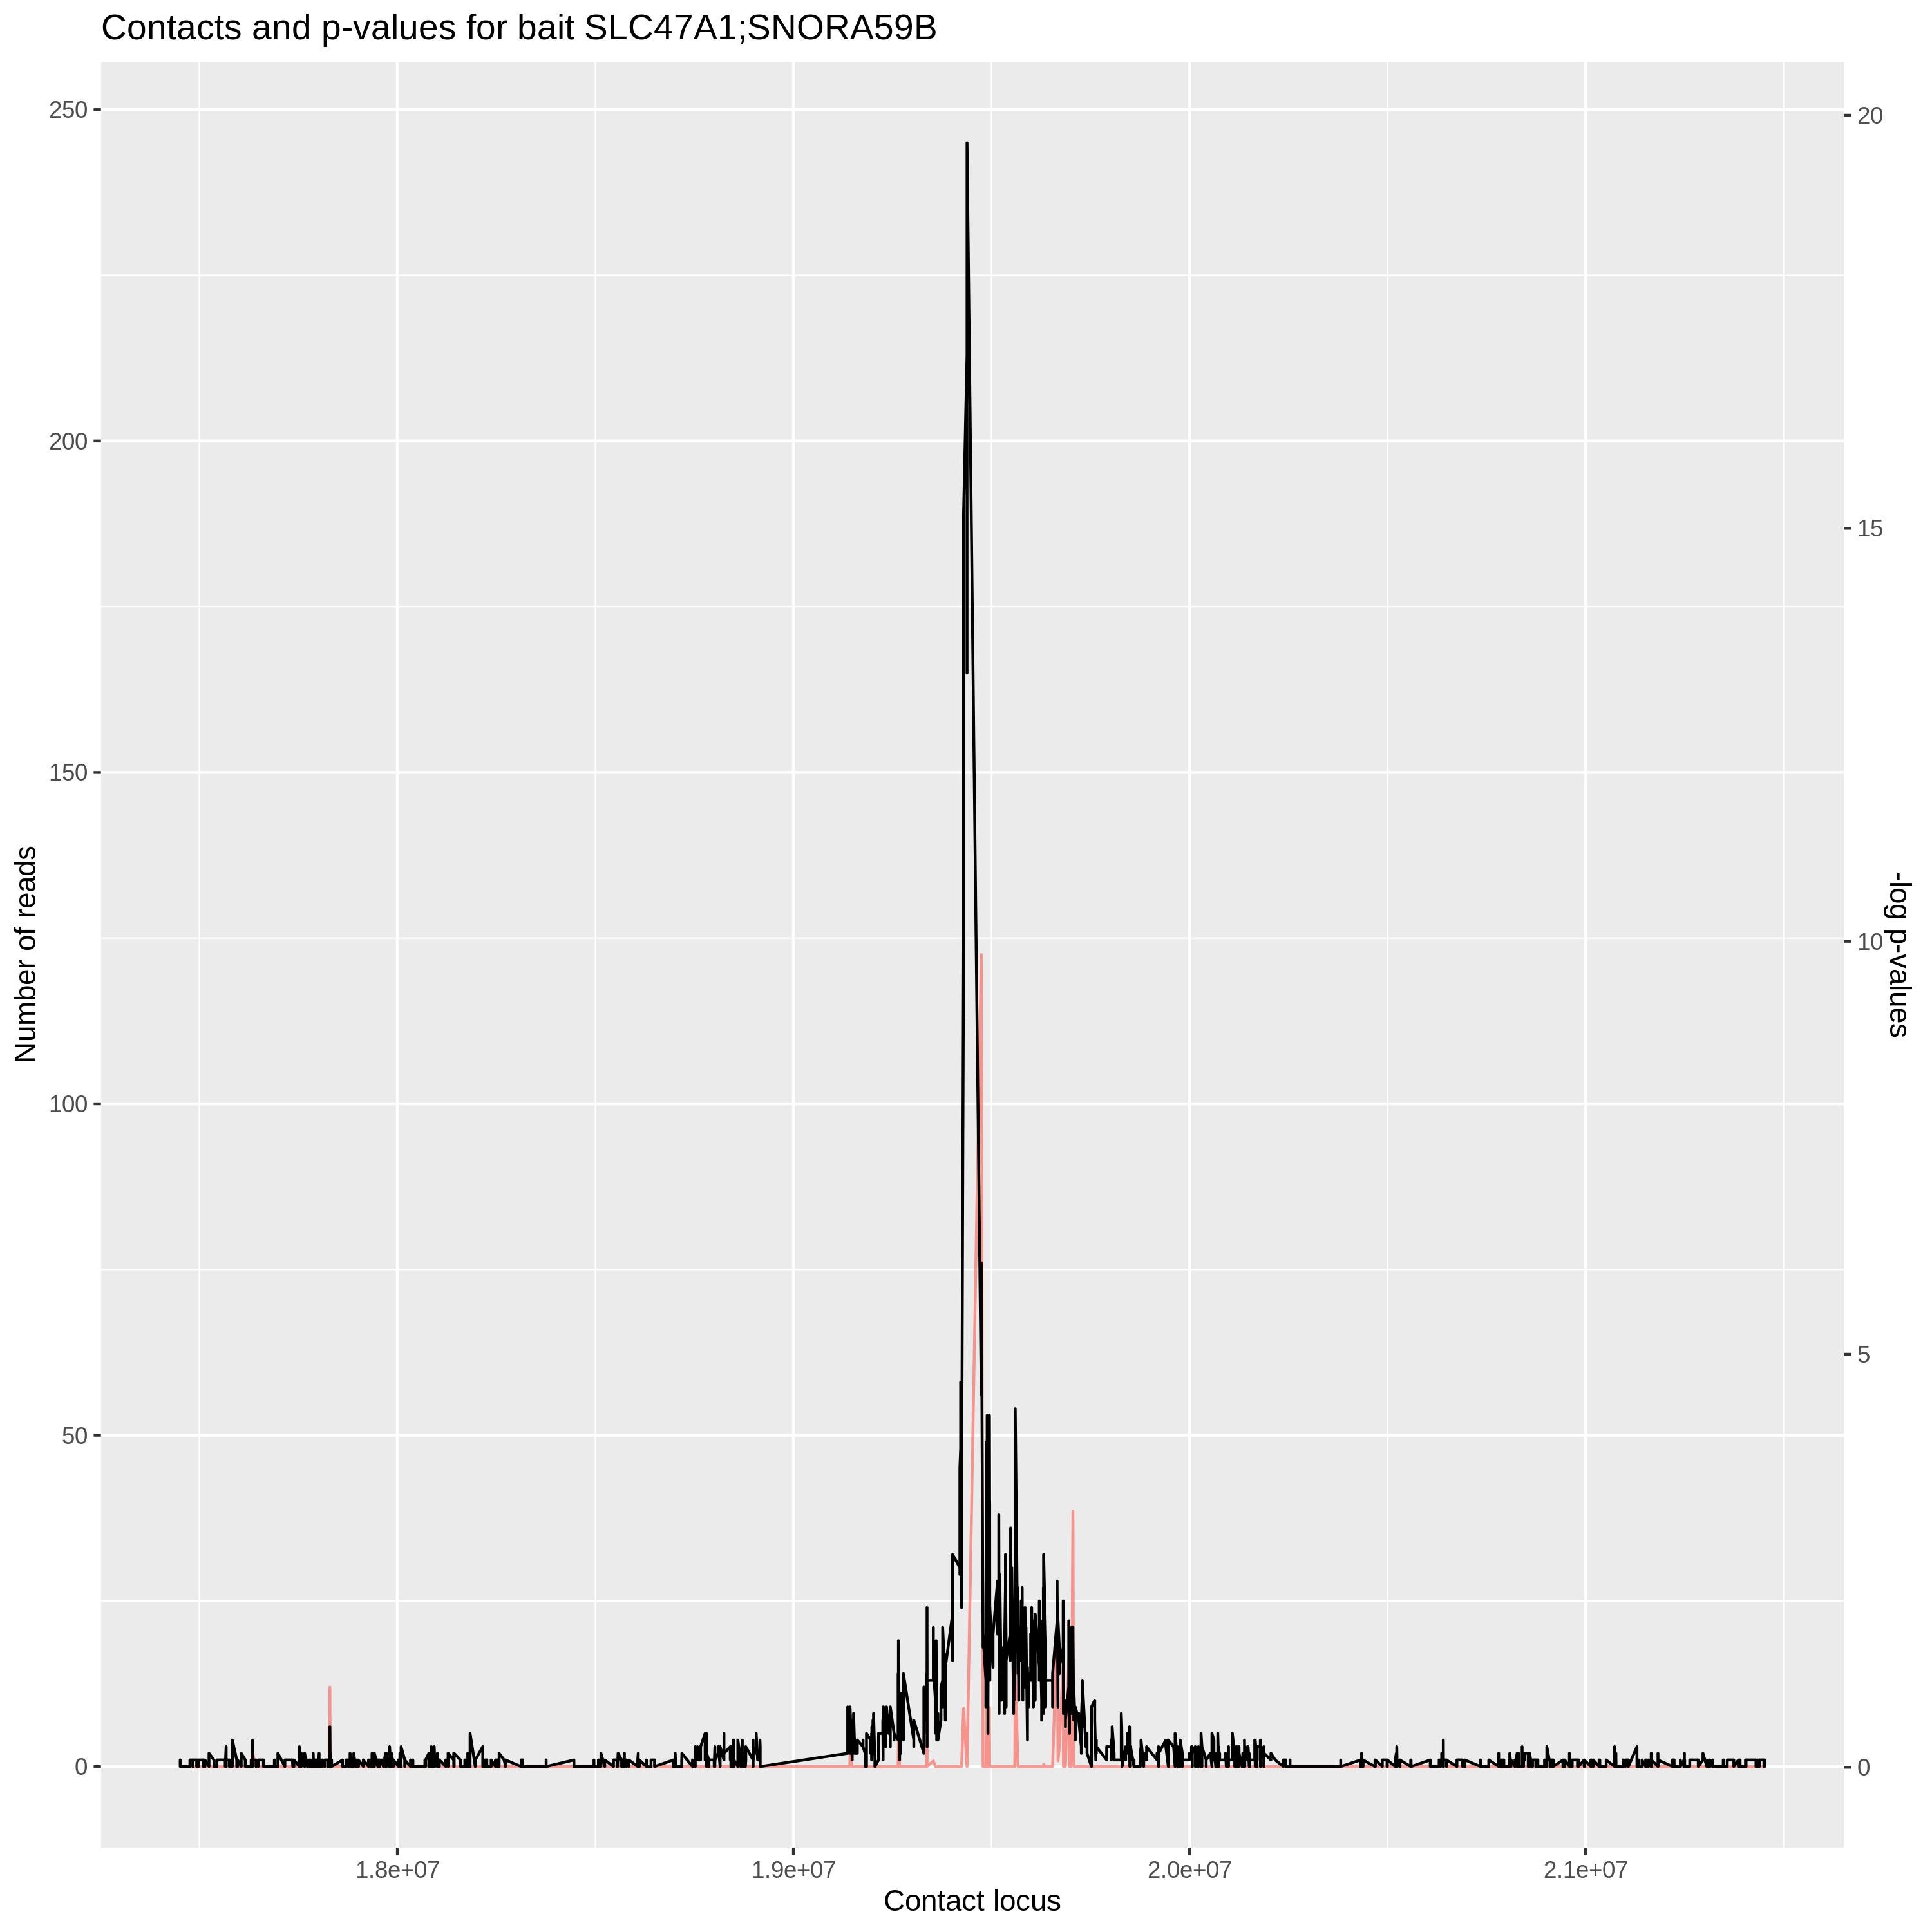 Contacts and p-values for bait SLC47A1;SNORA59B
250
200
150
100
50
0
Number of reads
20
15
10
5
0
-log p-values
1.8e+07 1.9e+07 2.0e+07 2.1e+07
Contact locus